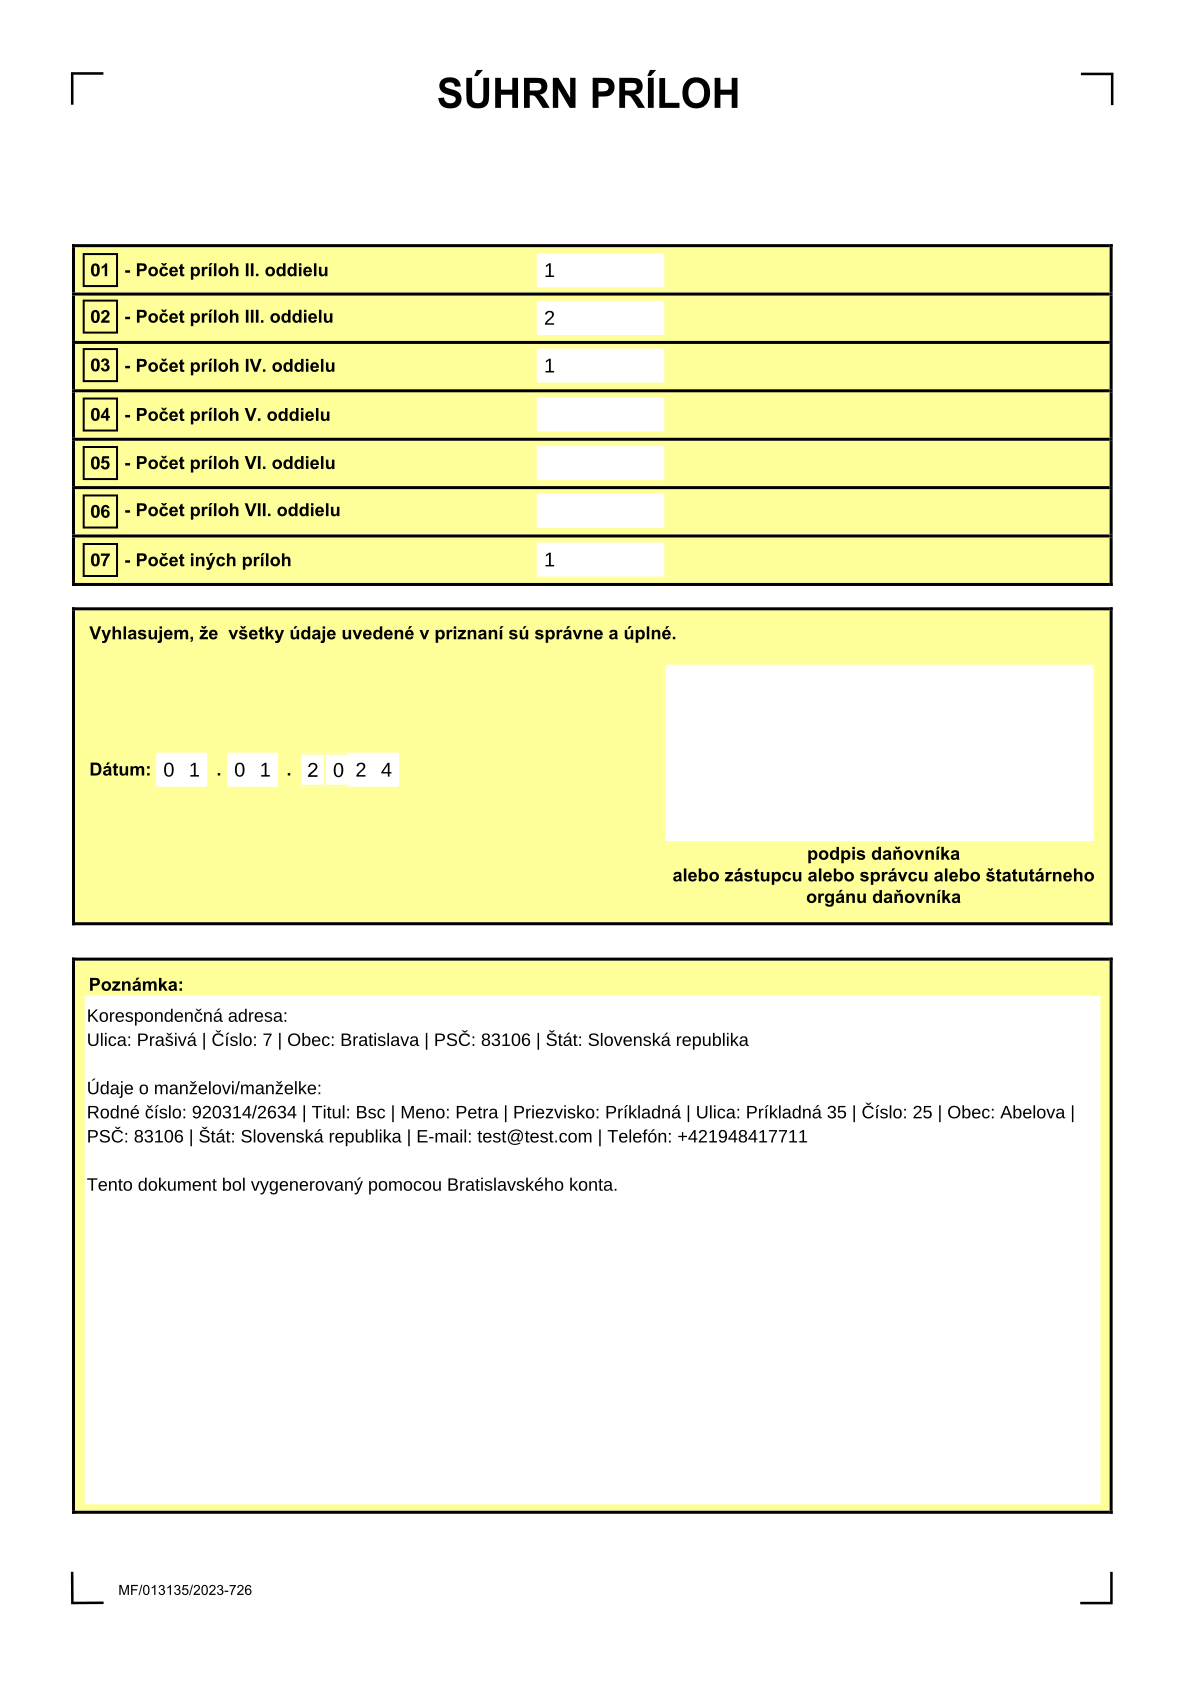 SÚHRN PRÍLOH
01 - Počet príloh II. oddielu 1
02 - Počet príloh III. oddielu 2
03 - Počet príloh IV. oddielu 1
04 - Počet príloh V. oddielu
05 - Počet príloh VI. oddielu
06 - Počet príloh VII. oddielu
07 - Počet iných príloh 1
Vyhlasujem, že všetky údaje uvedené v priznaní sú správne a úplné.
Dátum: 0 1 . 0 1 . 2 0 2 4
podpis daňovníka
alebo zástupcu alebo správcu alebo štatutárneho
orgánu daňovníka
Poznámka:
Korespondenčná adresa:
Ulica: Prašivá | Číslo: 7 | Obec: Bratislava | PSČ: 83106 | Štát: Slovenská republika
Údaje o manželovi/manželke:
Rodné číslo: 920314/2634 | Titul: Bsc | Meno: Petra | Priezvisko: Príkladná | Ulica: Príkladná 35 | Číslo: 25 | Obec: Abelova |
PSČ: 83106 | Štát: Slovenská republika | E-mail: test@test.com | Telefón: +421948417711
Tento dokument bol vygenerovaný pomocou Bratislavského konta.
MF/013135/2023-726